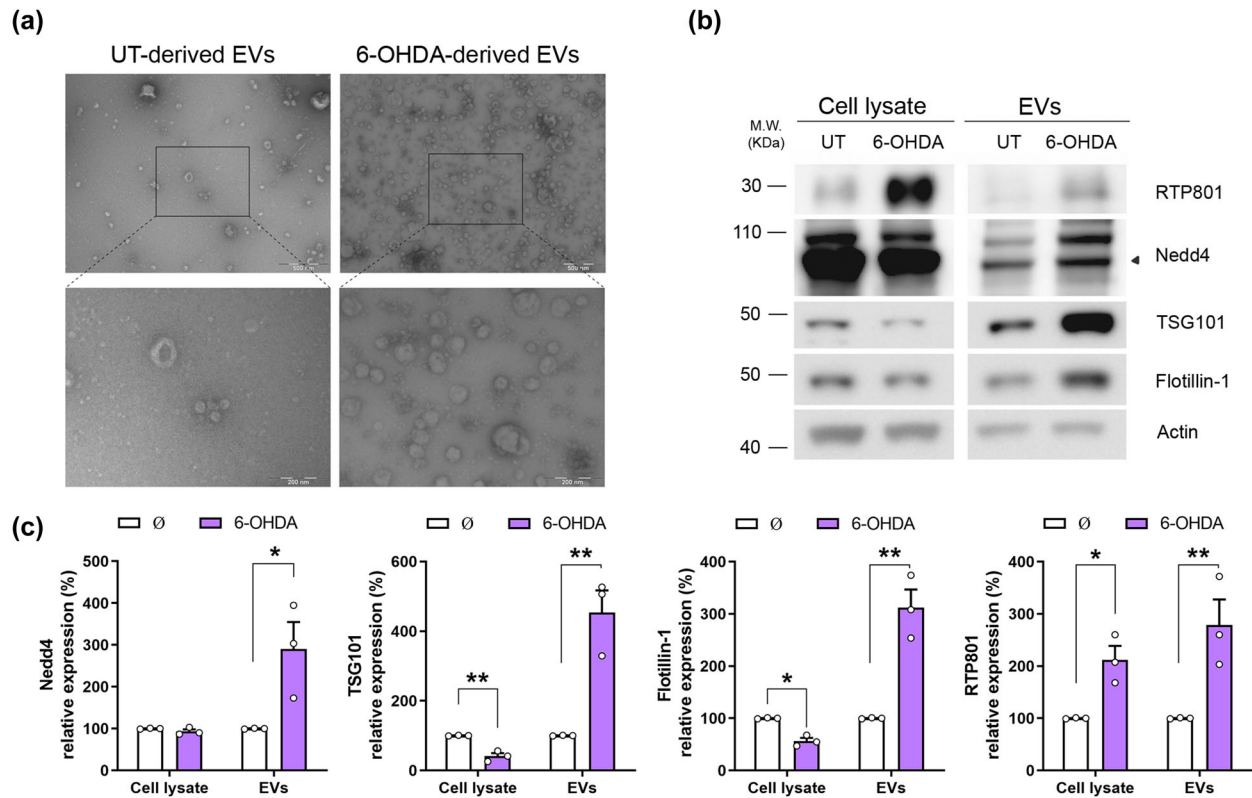 (a)
UT-derived EVs
6-OHDA-derived EVs
500 nm
500 nm
200 nm
200 nm
(b)
Cell lysate
EVs
M.W.
(KDa)
UT
6-OHDA
UT
6-OHDA
30
RTP801
110
Nedd4
50
TSG101
50
Flotillin-1
40
Actin
(c)
Ø
6-OHDA
Nedd4
relative expression (%)
500
400
300
200
100
0
*
Cell lysate
EVs
Ø
6-OHDA
TSG101
relative expression (%)
600
400
200
0
**
**
Cell lysate
EVs
Ø
6-OHDA
Flotillin-1
relative expression (%)
400
300
200
100
0
*
**
Cell lysate
EVs
Ø
6-OHDA
RTP801
relative expression (%)
400
300
200
100
0
*
**
Cell lysate
EVs